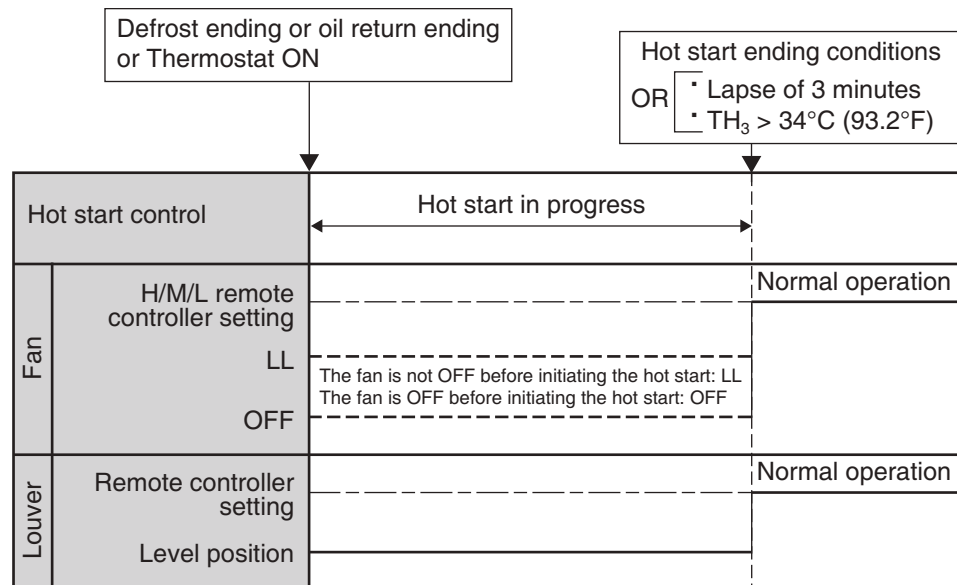 Defrost ending or oil return ending
or Thermostat ON
Hot start ending conditions
OR
· Lapse of 3 minutes
· TH₃ > 34°C (93.2°F)
Hot start control
Hot start in progress
Fan
H/M/L remote
controller setting
Normal operation
LL
The fan is not OFF before initiating the hot start: LL
The fan is OFF before initiating the hot start: OFF
OFF
Louver
Remote controller
setting
Normal operation
Level position